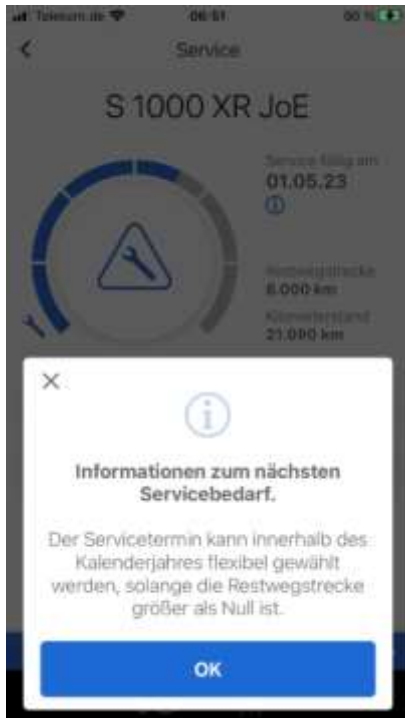 Telekom.de 06:51 90 %
Service
S 1000 XR JoE
Service fällig am
01.05.23
Restwegstrecke
8.000 km
Kilometerstand
21.090 km
Informationen zum nächsten
Servicebedarf.
Der Servicetermin kann innerhalb des
Kalenderjahres flexibel gewählt
werden, solange die Restwegstrecke
größer als Null ist.
OK